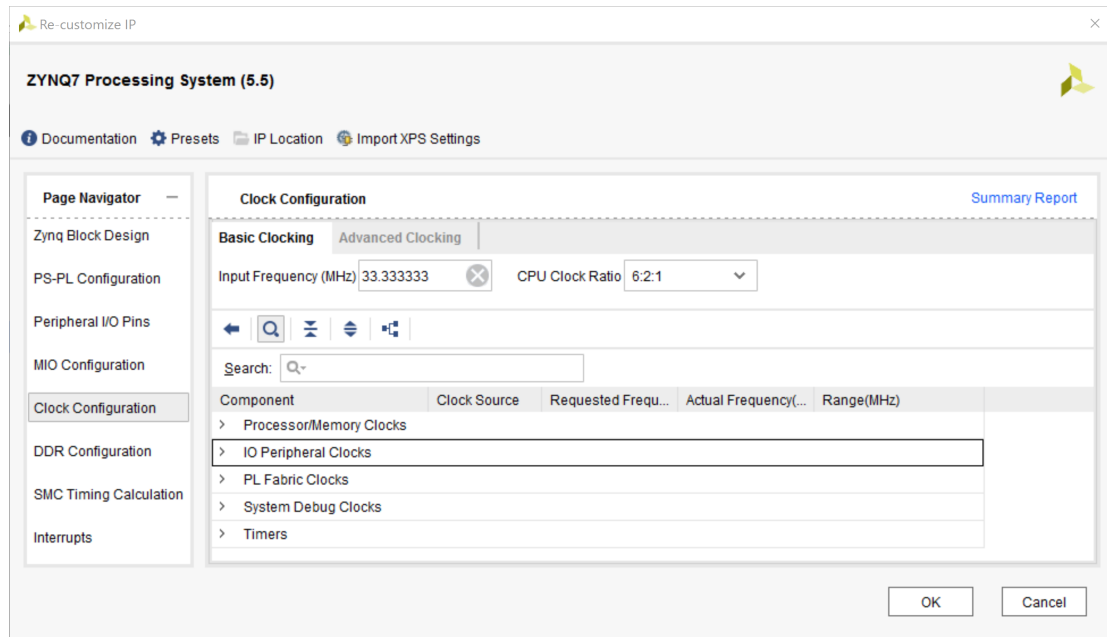 Re-customize IP
ZYNQ7 Processing System (5.5)
Documentation Presets IP Location Import XPS Settings
Page Navigator
Zynq Block Design
PS-PL Configuration
Peripheral I/O Pins
MIO Configuration
Clock Configuration
DDR Configuration
SMC Timing Calculation
Interrupts
Clock Configuration Summary Report
Basic Clocking Advanced Clocking
Input Frequency (MHz) 33.333333 CPU Clock Ratio 6:2:1
Search:
Component Clock Source Requested Frequ... Actual Frequency(... Range(MHz)
Processor/Memory Clocks
IO Peripheral Clocks
PL Fabric Clocks
System Debug Clocks
Timers
OK Cancel